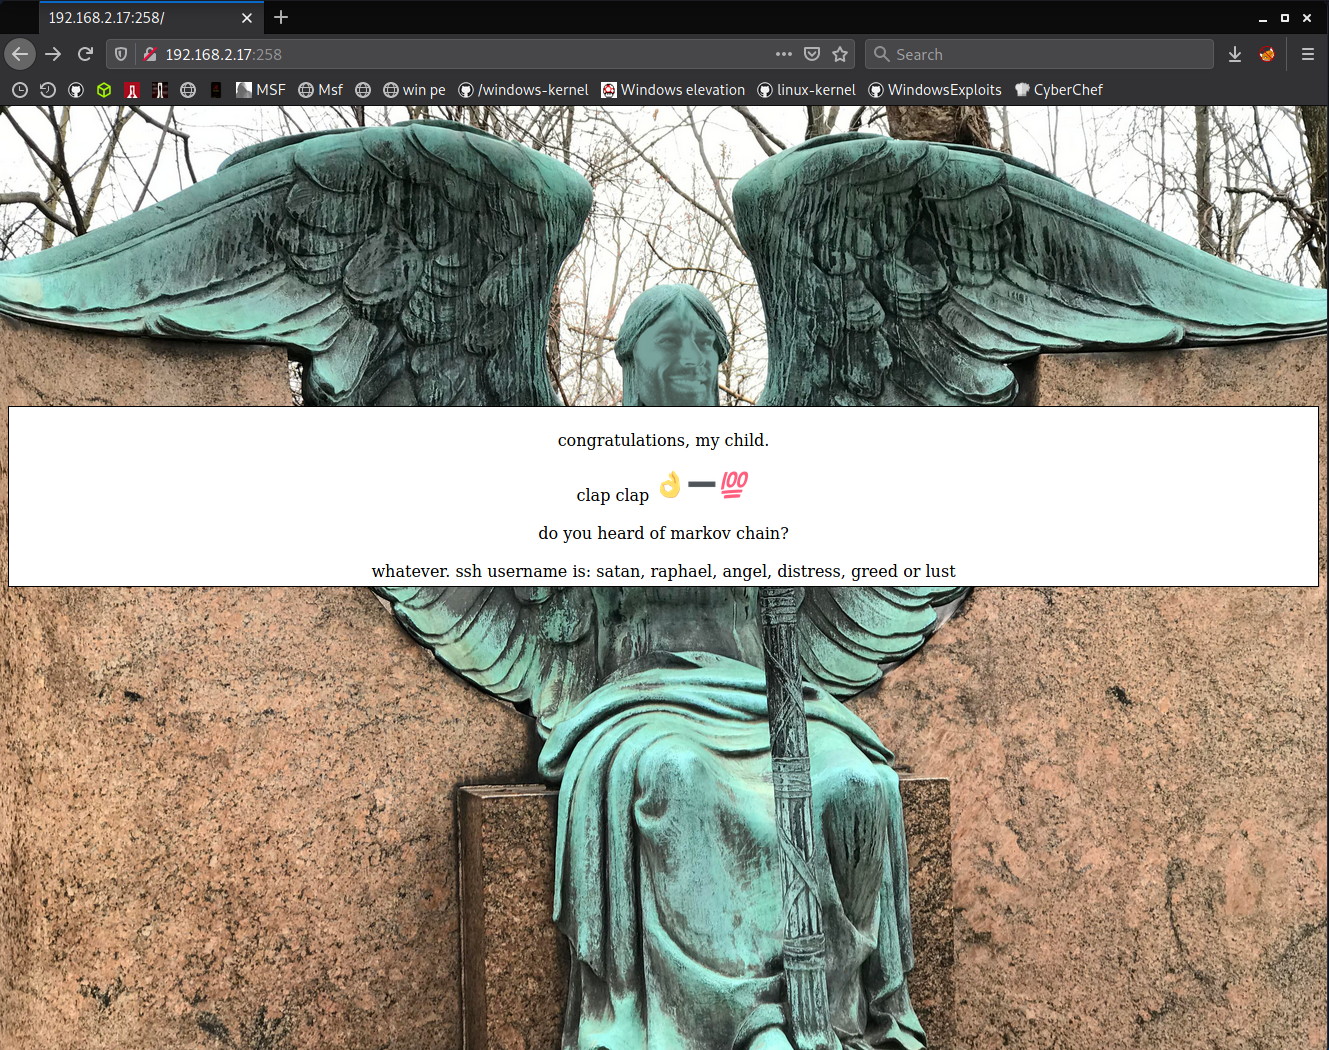 192.168.2.17:258/
192.168.2.17:258
Search
MSF
Msf
win pe
/windows-kernel
Windows elevation
linux-kernel
WindowsExploits
CyberChef
congratulations, my child.
clap clap 👌➖💯
do you heard of markov chain?
whatever. ssh username is: satan, raphael, angel, distress, greed or lust